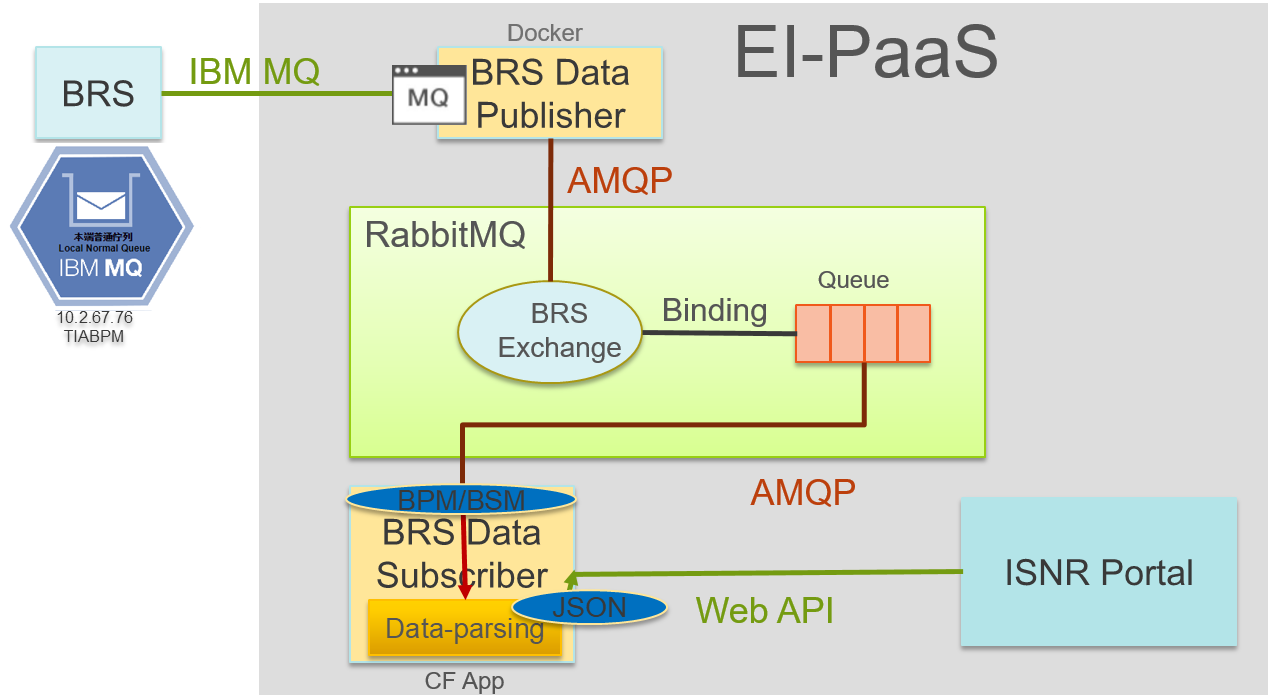 EI-PaaS
Docker
BRS
IBM MQ
MQ
BRS Data
Publisher
AMQP
本端普通佇列
Local Normal Queue
IBM MQ
10.2.67.76
TIABPM
RabbitMQ
BRS
Exchange
Binding
Queue
AMQP
BPM/BSM
BRS Data
Subscriber
JSON
Data-parsing
CF App
Web API
ISNR Portal